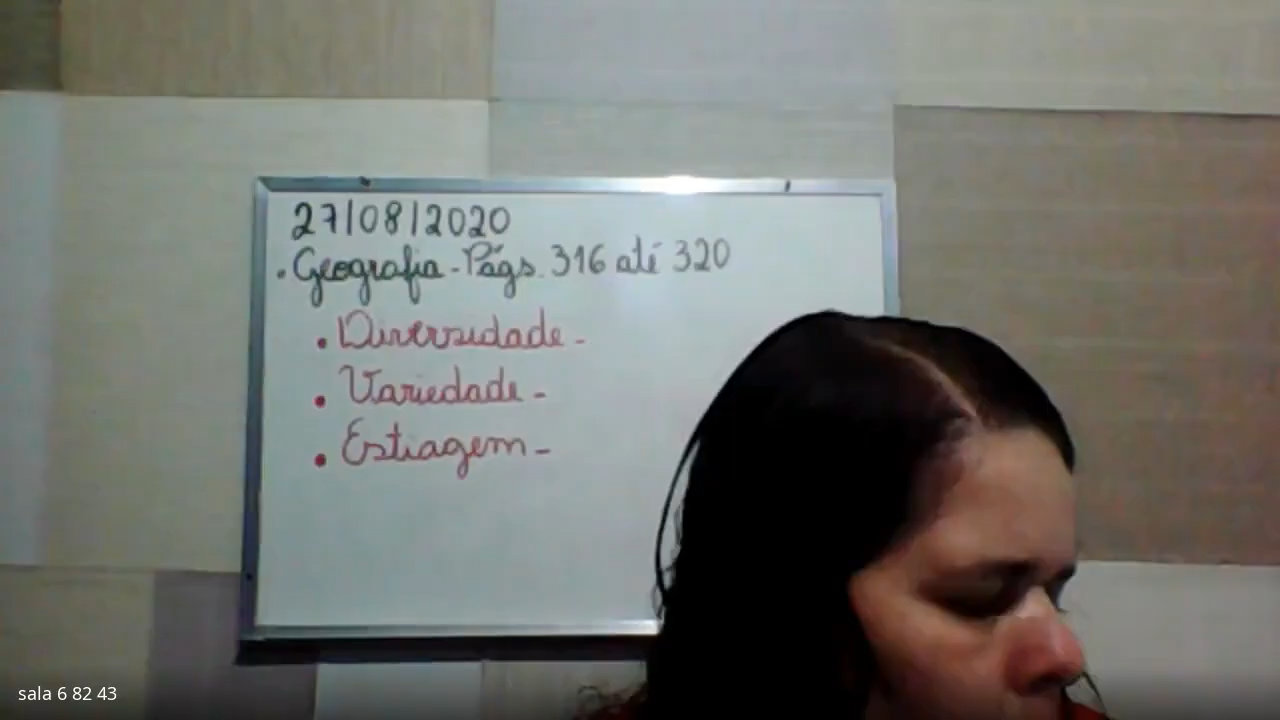 27/08/2020
. Geografia - Págs. 316 até 320
• Diversidade -
• Variedade -
• Estiagem -
sala 6 82 43